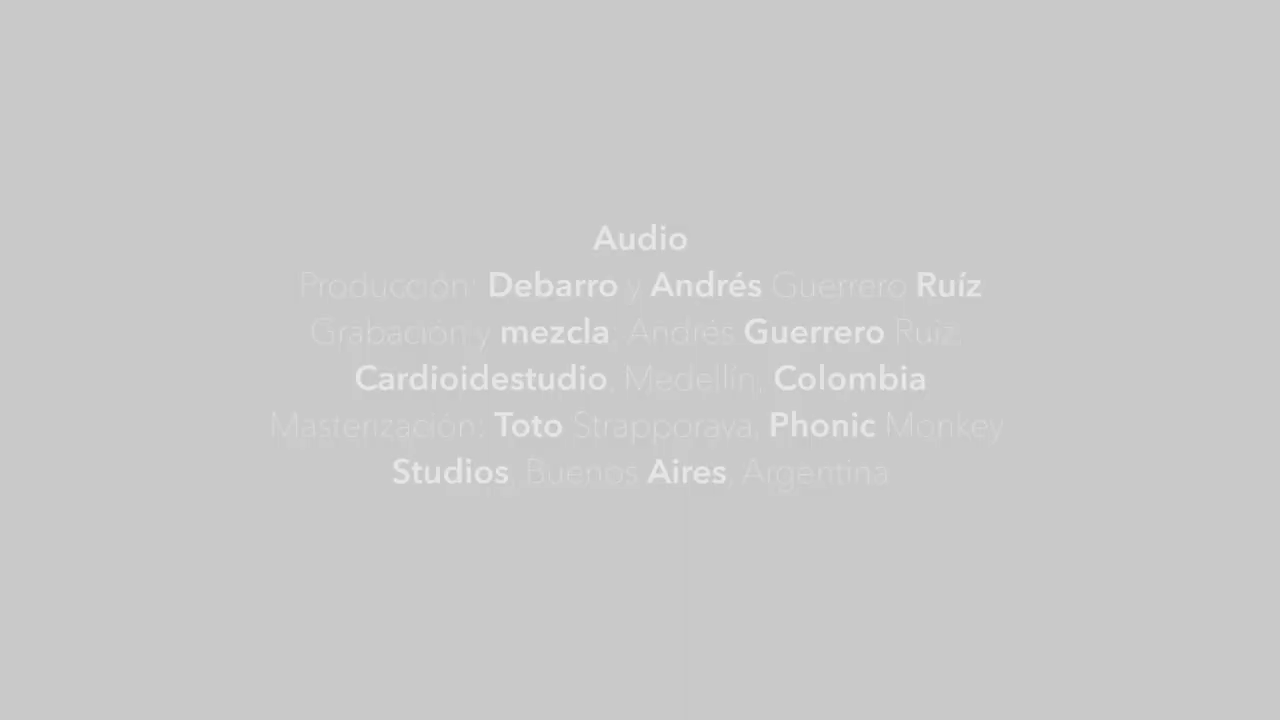 Audio
Producción: Debarro y Andrés Guerrero Ruíz
Grabación y mezcla: Andrés Guerrero Ruiz,
Cardioidestudio, Medellín, Colombia
Masterización: Toto Strapporava, Phonic Monkey
Studios, Buenos Aires, Argentina